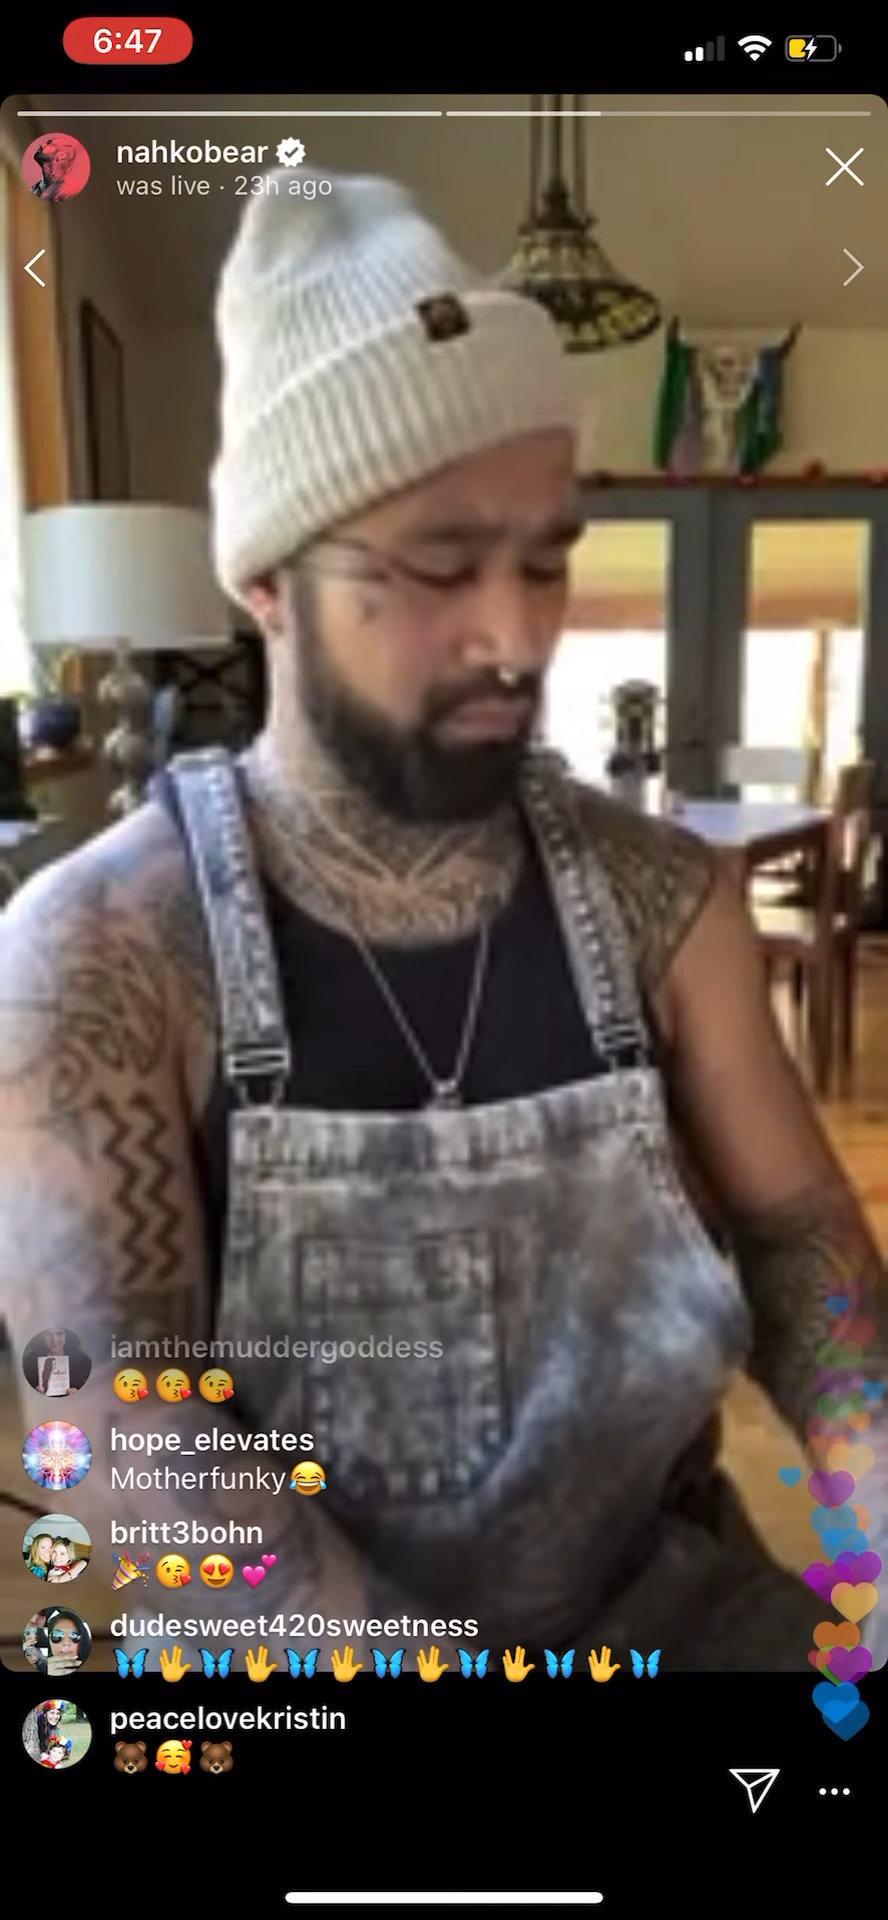 6:47
nahkobear
was live · 23h ago
iamthemuddergoddess
😘😘😘
hope_elevates
Motherfunky😂
britt3bohn
🎉😘😍💕
dudesweet420sweetness
🦋🖖🦋🖖🦋🖖🦋🖖🦋🖖🦋🖖🦋
peacelovekristin
🐻🥰🐻